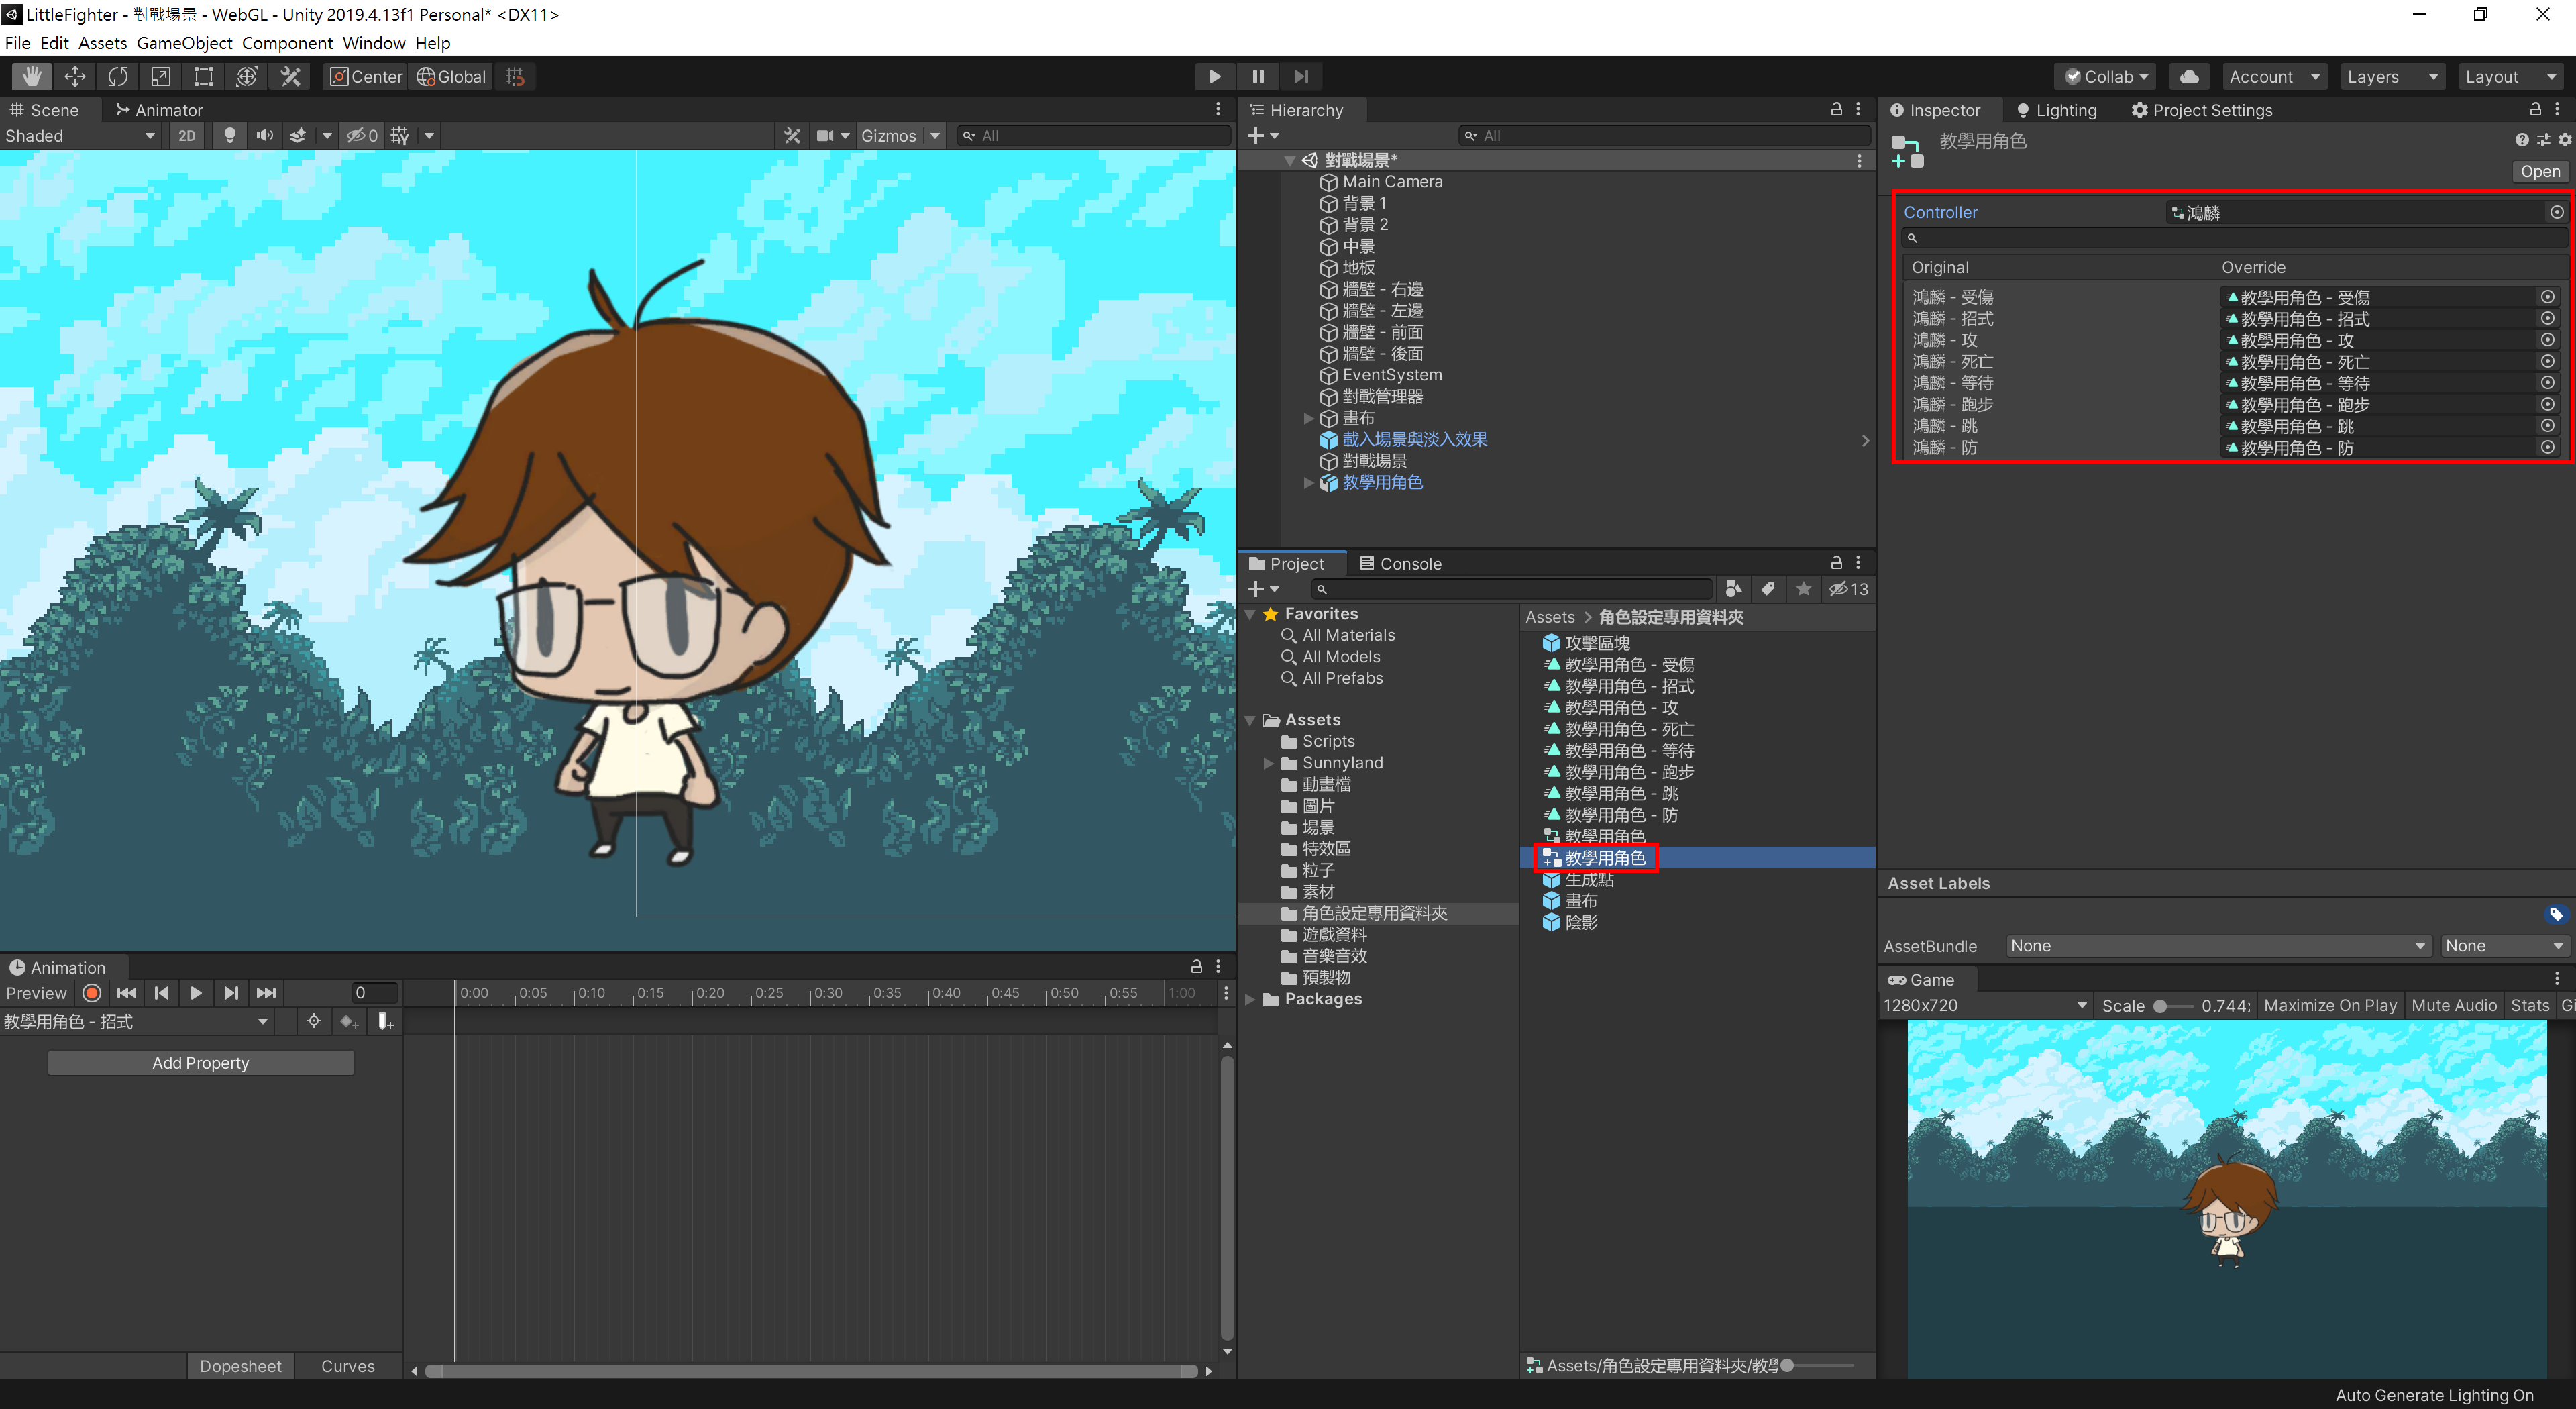 LittleFighter - 對戰場景 - WebGL - Unity 2019.4.13f1 Personal* <DX11>
File Edit Assets GameObject Component Window Help
Center Global
Collab Account Layers Layout
Scene Animator
Shaded 2D 0 Gizmos All
Hierarchy
All
對戰場景*
Main Camera
背景 1
背景 2
中景
地板
牆壁 - 右邊
牆壁 - 左邊
牆壁 - 前面
牆壁 - 後面
EventSystem
對戰管理器
畫布
載入場景與淡入效果
對戰場景
教學用角色
Inspector Lighting Project Settings
教學用角色
Open
Controller 鴻麟
Original Override
鴻麟 - 受傷 教學用角色 - 受傷
鴻麟 - 招式 教學用角色 - 招式
鴻麟 - 攻 教學用角色 - 攻
鴻麟 - 死亡 教學用角色 - 死亡
鴻麟 - 等待 教學用角色 - 等待
鴻麟 - 跑步 教學用角色 - 跑步
鴻麟 - 跳 教學用角色 - 跳
鴻麟 - 防 教學用角色 - 防
Project Console
13
Favorites
All Materials
All Models
All Prefabs
Assets
Scripts
Sunnyland
動畫檔
圖片
場景
特效區
粒子
素材
角色設定專用資料夾
遊戲資料
音樂音效
預製物
Packages
Assets > 角色設定專用資料夾
攻擊區塊
教學用角色 - 受傷
教學用角色 - 招式
教學用角色 - 攻
教學用角色 - 死亡
教學用角色 - 等待
教學用角色 - 跑步
教學用角色 - 跳
教學用角色 - 防
教學用角色
教學用角色
生成點
畫布
陰影
Assets/角色設定專用資料夾/教學
Asset Labels
AssetBundle None None
Game
1280x720 Scale 0.744 Maximize On Play Mute Audio Stats Gi
Animation
Preview 0
0:00 0:05 0:10 0:15 0:20 0:25 0:30 0:35 0:40 0:45 0:50 0:55 1:00
教學用角色 - 招式
Add Property
Dopesheet Curves
Auto Generate Lighting On